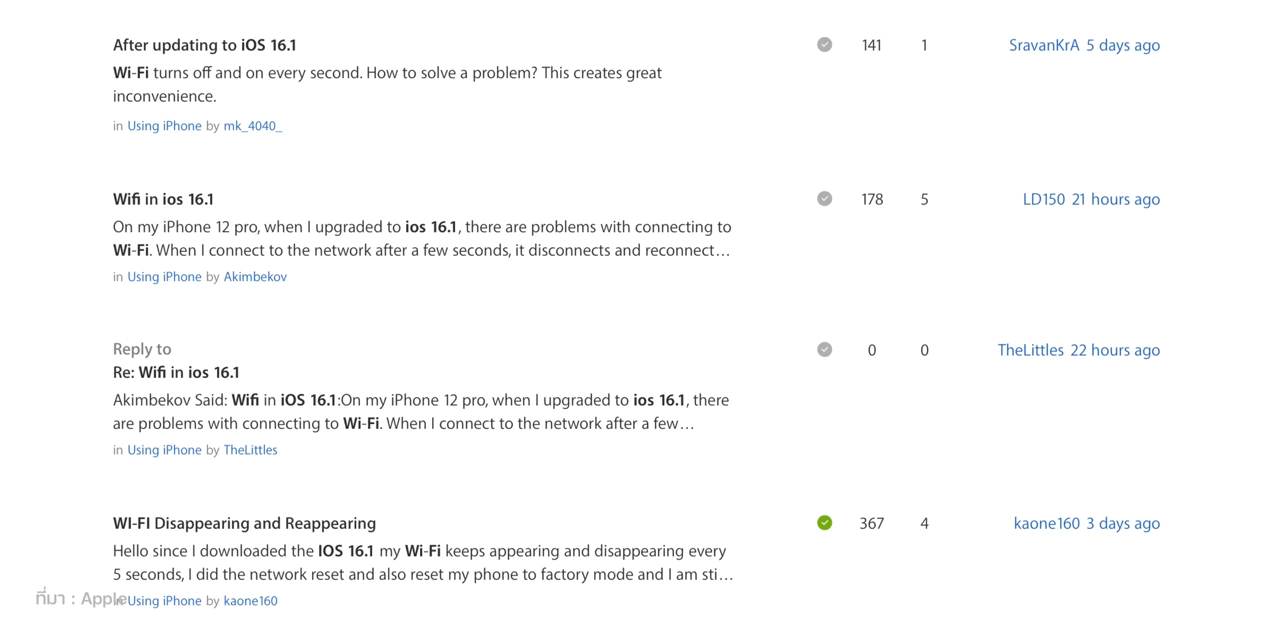 After updating to iOS 16.1 141 1 SravanKrA 5 days ago
Wi-Fi turns off and on every second. How to solve a problem? This creates great
inconvenience.
in Using iPhone by mk_4040_
Wifi in ios 16.1 178 5 LD150 21 hours ago
On my iPhone 12 pro, when I upgraded to ios 16.1, there are problems with connecting to
Wi-Fi. When I connect to the network after a few seconds, it disconnects and reconnect…
in Using iPhone by Akimbekov
Reply to 0 0 TheLittles 22 hours ago
Re: Wifi in ios 16.1
Akimbekov Said: Wifi in iOS 16.1:On my iPhone 12 pro, when I upgraded to ios 16.1, there
are problems with connecting to Wi-Fi. When I connect to the network after a few…
in Using iPhone by TheLittles
WI-FI Disappearing and Reappearing 367 4 kaone160 3 days ago
Hello since I downloaded the IOS 16.1 my Wi-Fi keeps appearing and disappearing every
5 seconds, I did the network reset and also reset my phone to factory mode and I am sti…
in Using iPhone by kaone160
ที่มา : Apple